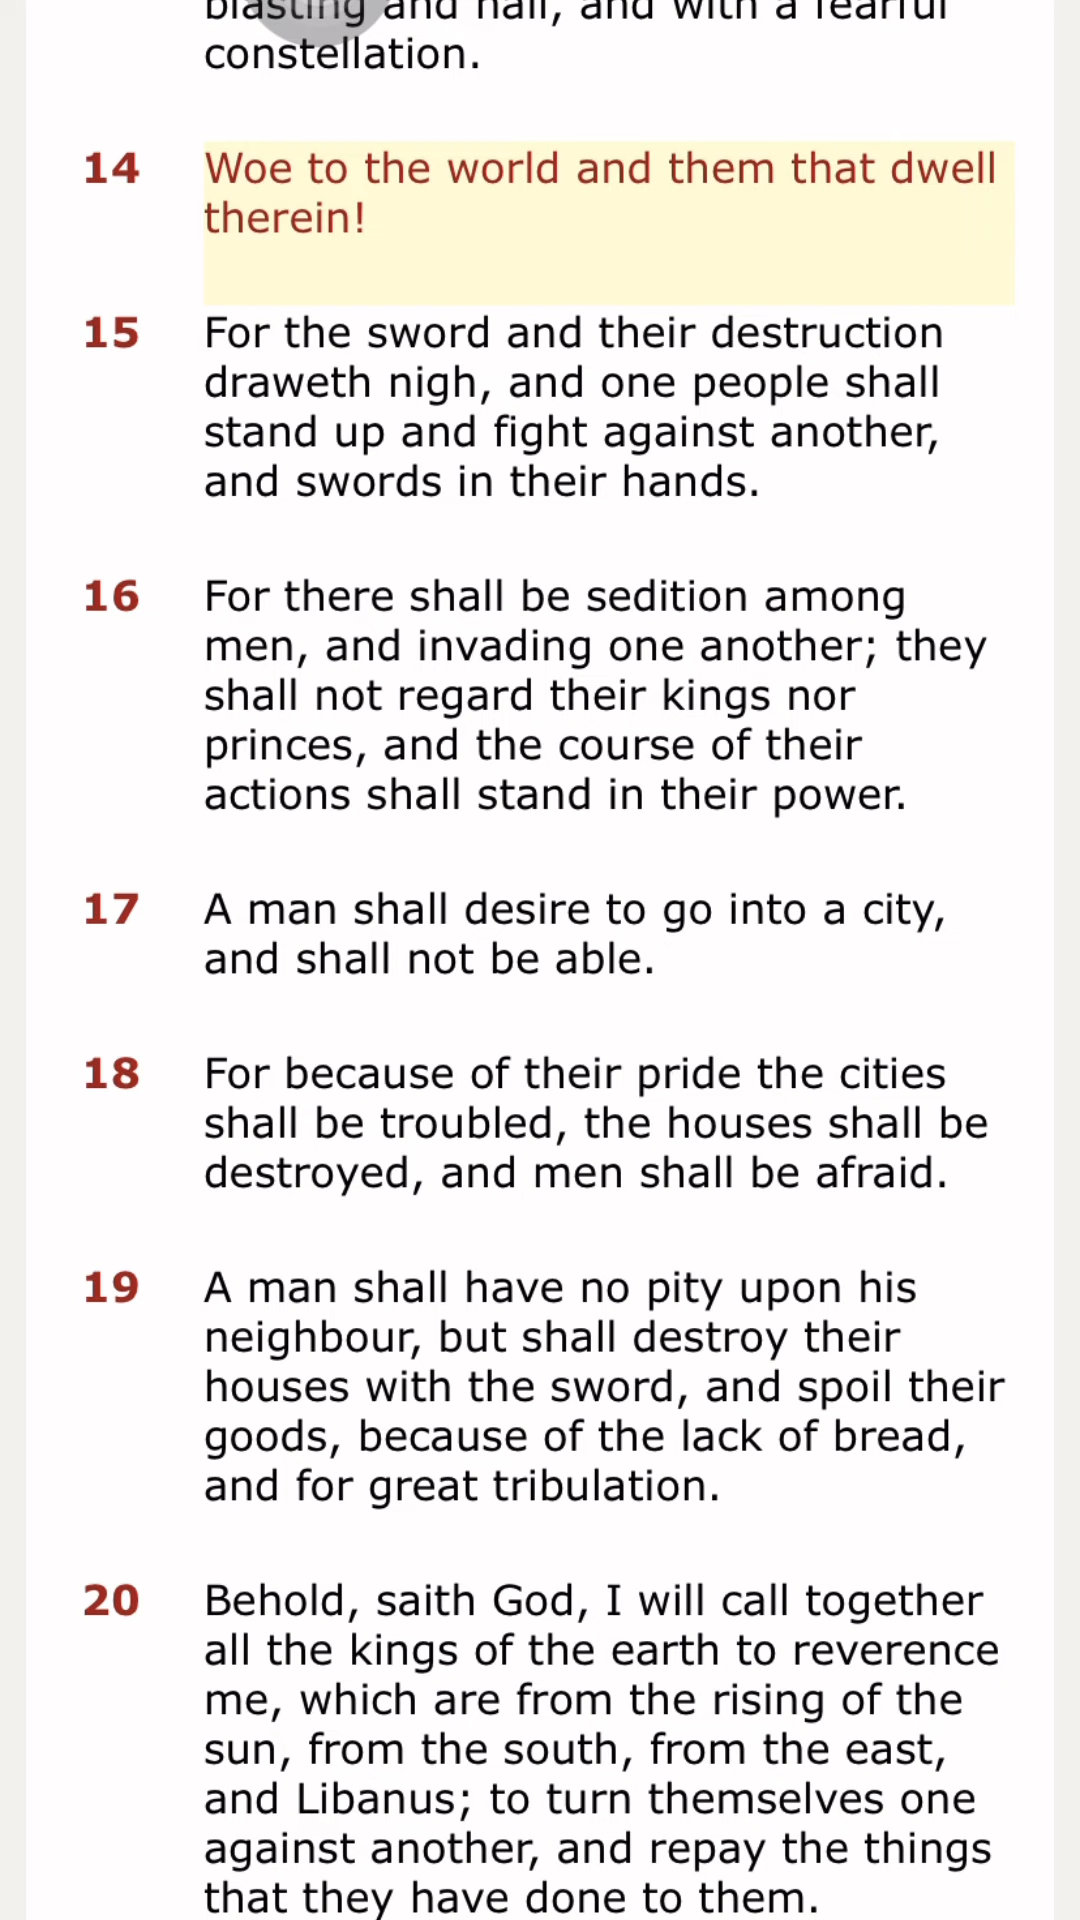 blasting and hail, and with a fearful
constellation.
14 Woe to the world and them that dwell
therein!
15 For the sword and their destruction
draweth nigh, and one people shall
stand up and fight against another,
and swords in their hands.
16 For there shall be sedition among
men, and invading one another; they
shall not regard their kings nor
princes, and the course of their
actions shall stand in their power.
17 A man shall desire to go into a city,
and shall not be able.
18 For because of their pride the cities
shall be troubled, the houses shall be
destroyed, and men shall be afraid.
19 A man shall have no pity upon his
neighbour, but shall destroy their
houses with the sword, and spoil their
goods, because of the lack of bread,
and for great tribulation.
20 Behold, saith God, I will call together
all the kings of the earth to reverence
me, which are from the rising of the
sun, from the south, from the east,
and Libanus; to turn themselves one
against another, and repay the things
that they have done to them.